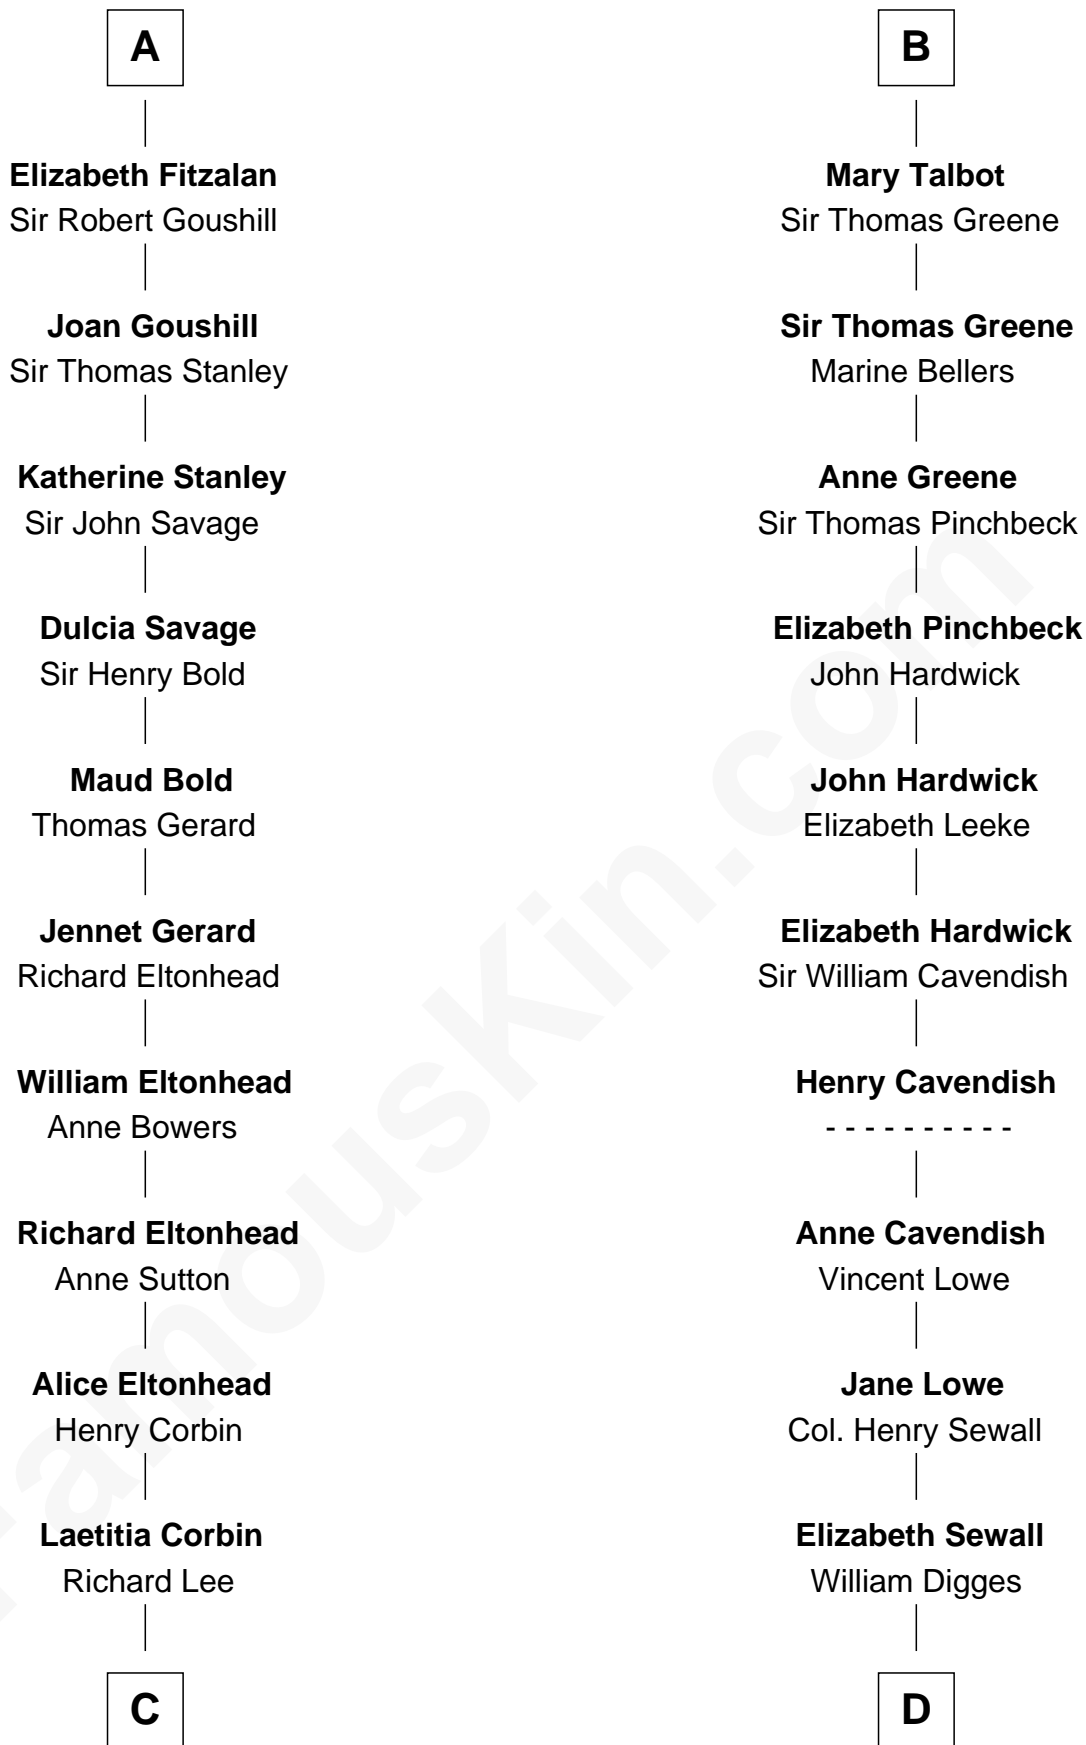 A
Elizabeth Fitzalan
Sir Robert Goushill
Joan Goushill
Sir Thomas Stanley
Katherine Stanley
Sir John Savage
Dulcia Savage
Sir Henry Bold
Maud Bold
Thomas Gerard
Jennet Gerard
Richard Eltonhead
William Eltonhead
Anne Bowers
Richard Eltonhead
Anne Sutton
Alice Eltonhead
Henry Corbin
Laetitia Corbin
Richard Lee
C
B
Mary Talbot
Sir Thomas Greene
Sir Thomas Greene
Marine Bellers
Anne Greene
Sir Thomas Pinchbeck
Elizabeth Pinchbeck
John Hardwick
John Hardwick
Elizabeth Leeke
Elizabeth Hardwick
Sir William Cavendish
Henry Cavendish
- - - - - - - - - -
Anne Cavendish
Vincent Lowe
Jane Lowe
Col. Henry Sewall
Elizabeth Sewall
William Digges
D
FamousKin.com